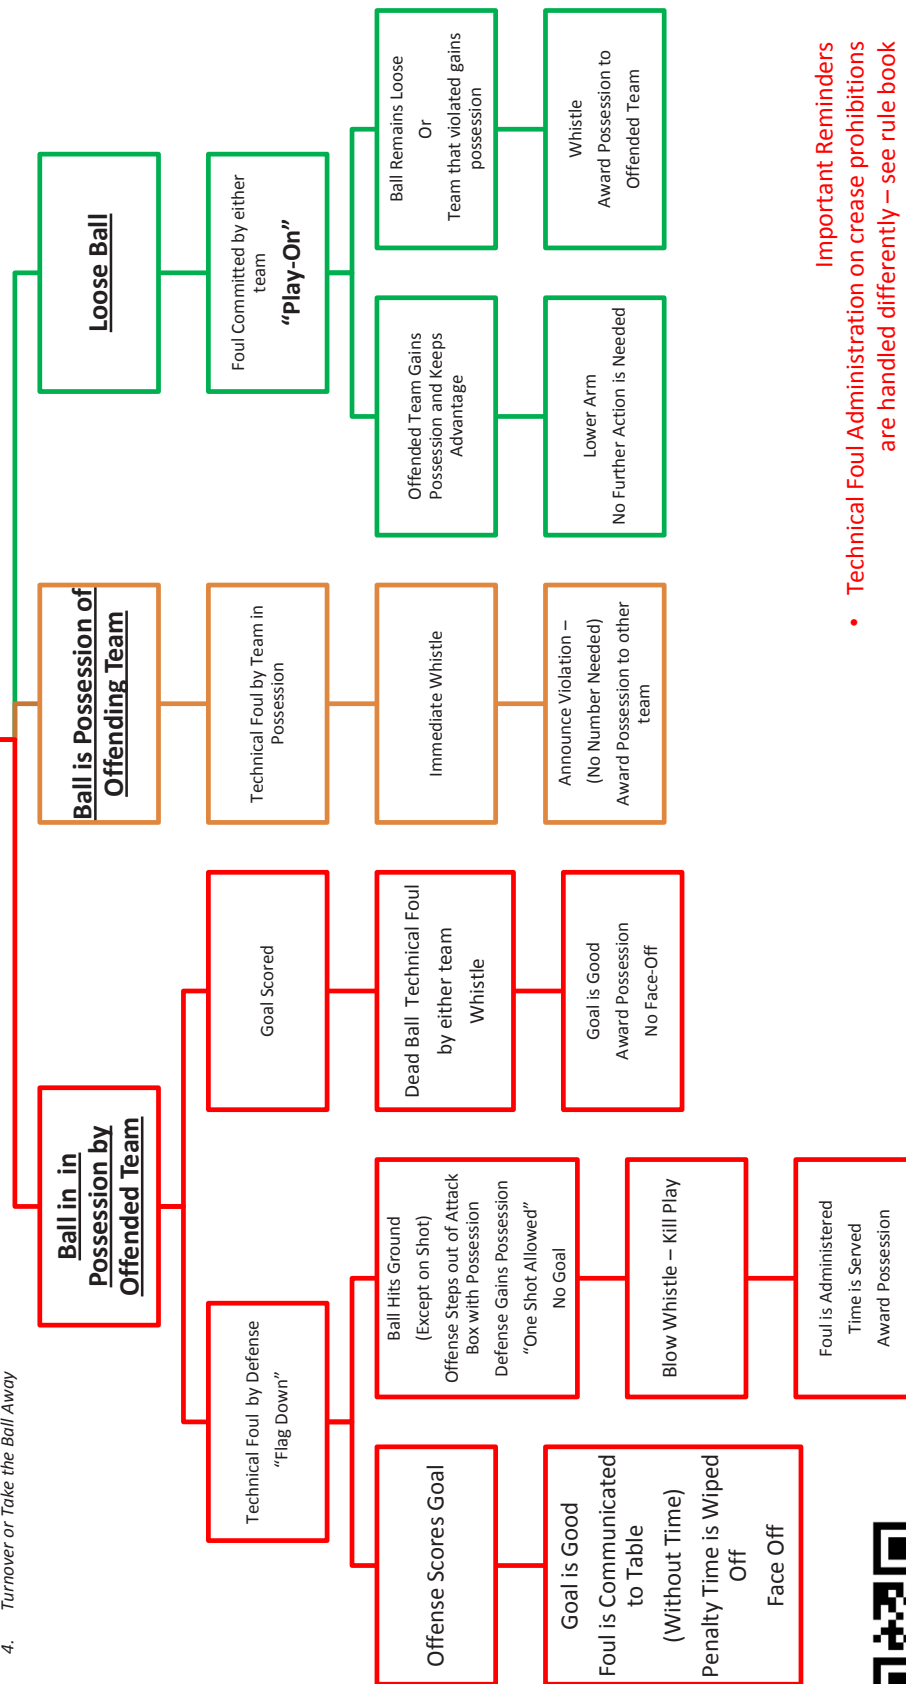 4. Turnover or Take the Ball Away
Ball in in
Possession by
Offended Team
Technical Foul by Defense
“Flag Down”
Offense Scores Goal
Goal is Good
Foul is Communicated
to Table
(Without Time)
Penalty Time is Wiped
Off
Face Off
Ball Hits Ground
(Except on Shot)
Offense Steps out of Attack
Box with Possession
Defense Gains Possession
“One Shot Allowed”
No Goal
Blow Whistle – Kill Play
Foul is Administered
Time is Served
Award Possession
Goal Scored
Dead Ball Technical Foul
by either team
Whistle
Goal is Good
Award Possession
No Face-Off
Ball is Possession of
Offending Team
Technical Foul by Team in
Possession
Immediate Whistle
Announce Violation –
(No Number Needed)
Award Possession to other
team
Loose Ball
Foul Committed by either
team
“Play-On”
Offended Team Gains
Possession and Keeps
Advantage
Lower Arm
No Further Action is Needed
Ball Remains Loose
Or
Team that violated gains
possession
Whistle
Award Possession to
Offended Team
Important Reminders
• Technical Foul Administration on crease prohibitions
are handled differently – see rule book